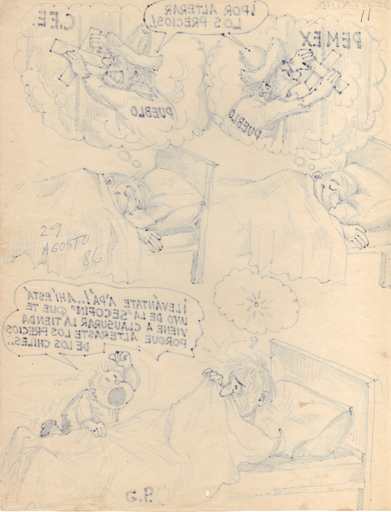 11
C.F.E
¡POR ALTERAR
LOS PRECIOS!
PEMEX
PUEBLO
PUEBLO
29
AGOSTO
86
¡LEVÁNTATE A'PÁ!.. AHÍ ESTÁ
UNO DE LA "SECOFIN" QUE TE
VIENE A CLAUSURAR LA TIENDA
PORQUE ALTERASTE LOS PRECIOS
DE LOS CHILES..